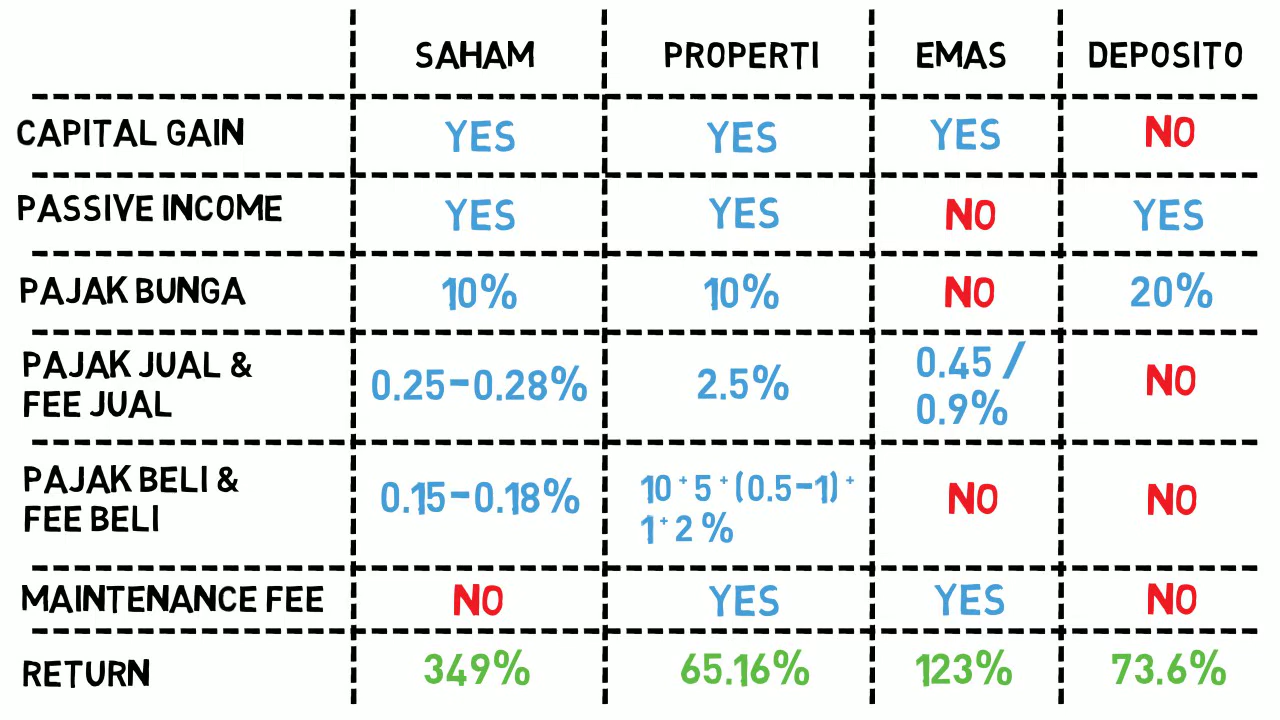 SAHAM PROPERTI EMAS DEPOSITO
CAPITAL GAIN YES YES YES NO
PASSIVE INCOME YES YES NO YES
PAJAK BUNGA 10% 10% NO 20%
PAJAK JUAL &
FEE JUAL
0.25-0.28%
2.5%
0.45 /
0.9%
NO
PAJAK BELI &
FEE BELI
0.15-0.18%
10 + 5 + (0.5-1) +
1 + 2 %
NO
NO
MAINTENANCE FEE NO YES YES NO
RETURN 349% 65.16% 123% 73.6%